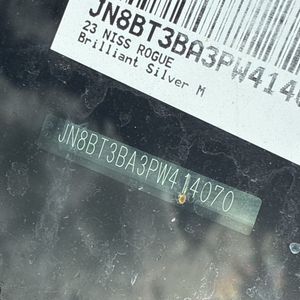 JN8BT3BA3PW414
23 NISS ROGUE
Brilliant Silver M
JN8BT3BA3PW414070